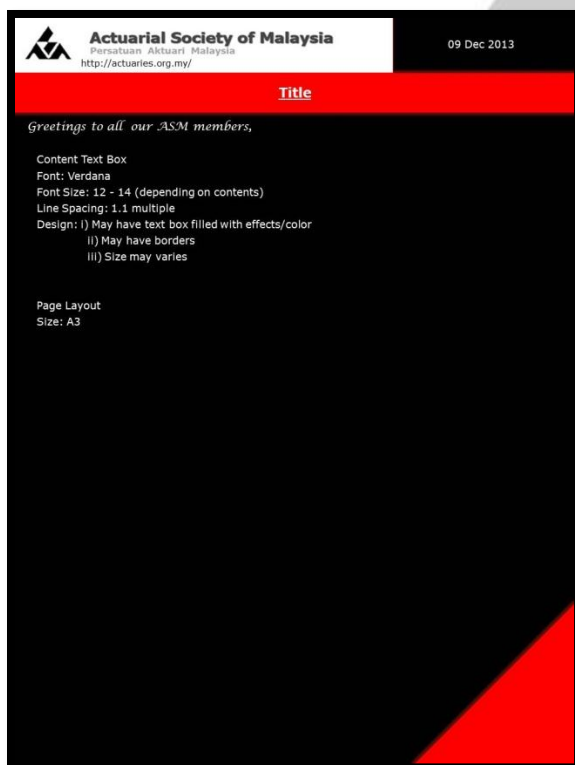 Actuarial Society of Malaysia
Persatuan Aktuari Malaysia
http://actuaries.org.my/
09 Dec 2013
Title
Greetings to all our ASM members,
Content Text Box
Font: Verdana
Font Size: 12 - 14 (depending on contents)
Line Spacing: 1.1 multiple
Design: i) May have text box filled with effects/color
ii) May have borders
iii) Size may varies
Page Layout
Size: A3